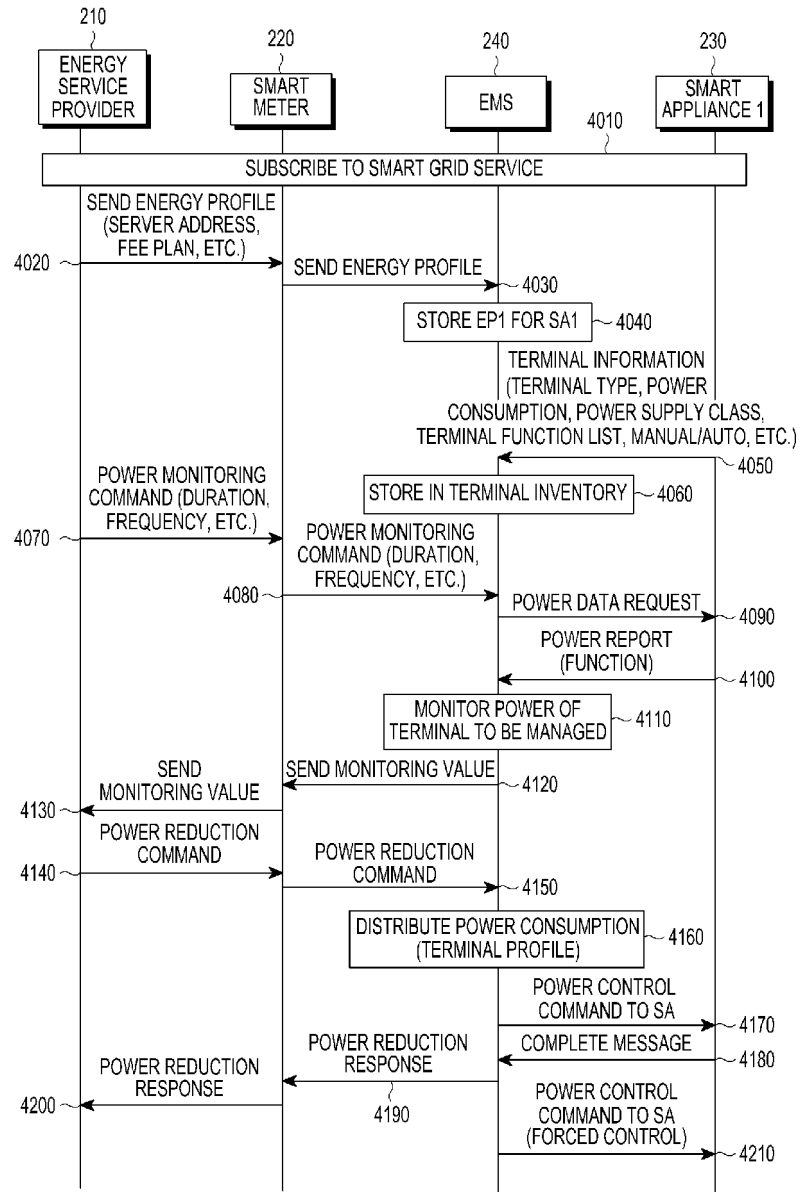 210
220
240
230
ENERGY
SERVICE
PROVIDER
SMART
METER
EMS
SMART
APPLIANCE 1
4010
SUBSCRIBE TO SMART GRID SERVICE
SEND ENERGY PROFILE
(SERVER ADDRESS,
FEE PLAN, ETC.)
4020
SEND ENERGY PROFILE
4030
STORE EP1 FOR SA1
4040
TERMINAL INFORMATION
(TERMINAL TYPE, POWER
CONSUMPTION, POWER SUPPLY CLASS,
TERMINAL FUNCTION LIST, MANUAL/AUTO, ETC.)
4050
POWER MONITORING
COMMAND (DURATION,
FREQUENCY, ETC.)
4070
STORE IN TERMINAL INVENTORY
4060
POWER MONITORING
COMMAND (DURATION,
FREQUENCY, ETC.)
4080
POWER DATA REQUEST
4090
POWER REPORT
(FUNCTION)
4100
MONITOR POWER OF
TERMINAL TO BE MANAGED
4110
SEND MONITORING VALUE
4120
SEND
MONITORING VALUE
4130
POWER REDUCTION
COMMAND
4140
POWER REDUCTION
COMMAND
4150
DISTRIBUTE POWER CONSUMPTION
(TERMINAL PROFILE)
4160
POWER CONTROL
COMMAND TO SA
4170
COMPLETE MESSAGE
4180
POWER REDUCTION
RESPONSE
4190
POWER REDUCTION
RESPONSE
4200
POWER CONTROL
COMMAND TO SA
(FORCED CONTROL)
4210